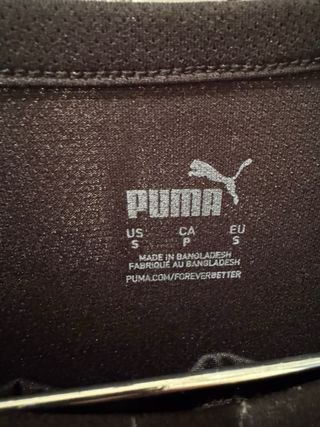 PUMA
US CA EU
S P S
MADE IN BANGLADESH
FABRIQUÉ AU BANGLADESH
PUMA.COM/FOREVERBETTER